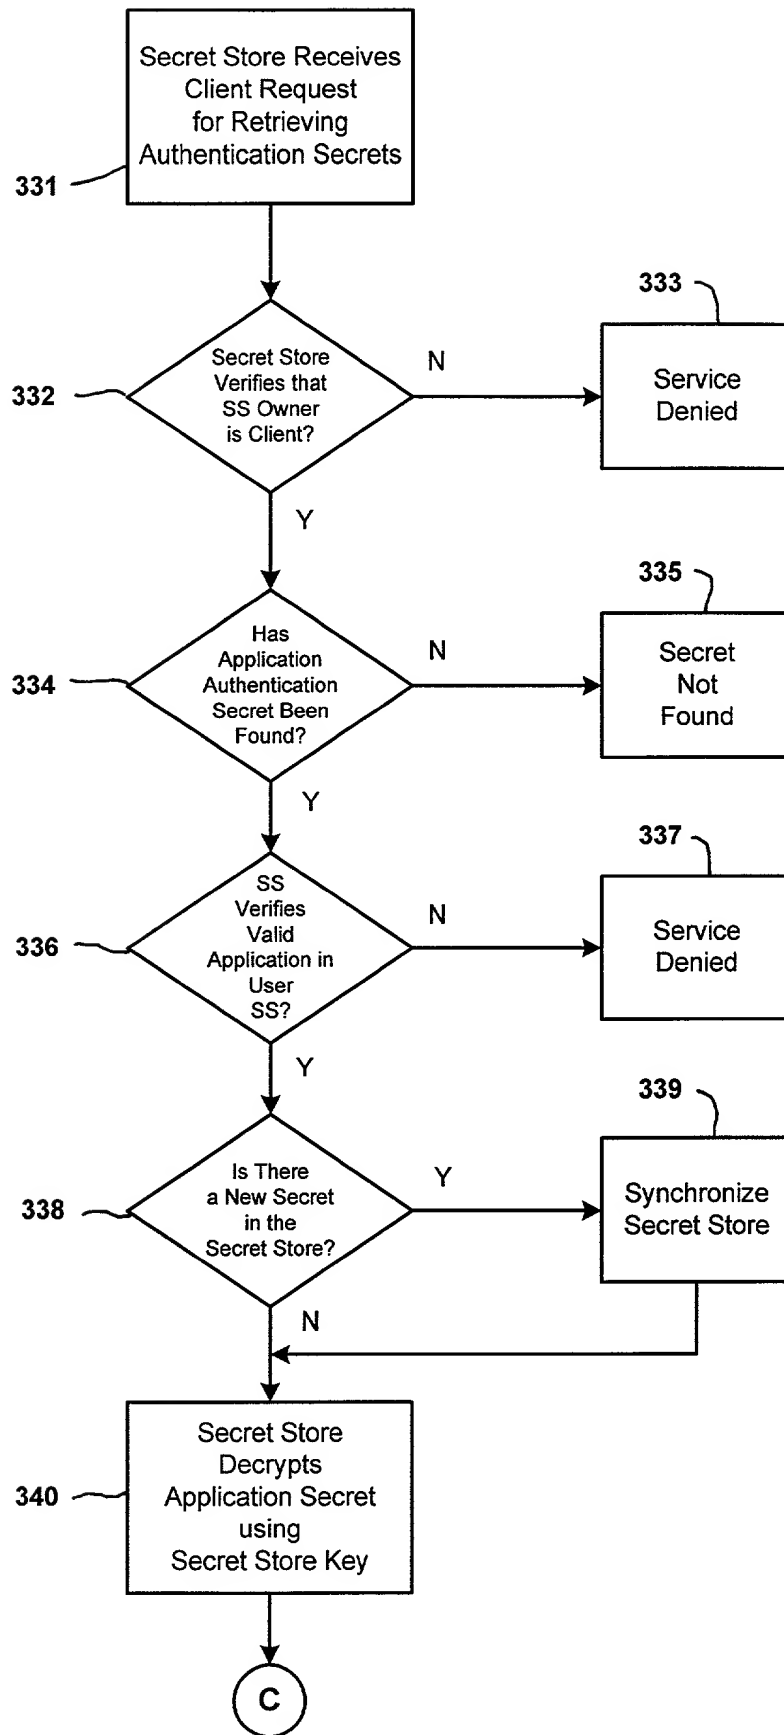 Secret Store Receives
Client Request
for Retrieving
Authentication Secrets
331
333
Secret Store
Verifies that
SS Owner
is Client?
332
N
Service
Denied
Y
335
Has
Application
Authentication
Secret Been
Found?
334
N
Secret
Not
Found
Y
337
SS
Verifies
Valid
Application in
User
SS?
336
N
Service
Denied
Y
339
Is There
a New Secret
in the
Secret Store?
338
Y
Synchronize
Secret Store
N
Secret Store
Decrypts
Application Secret
using
Secret Store Key
340
C